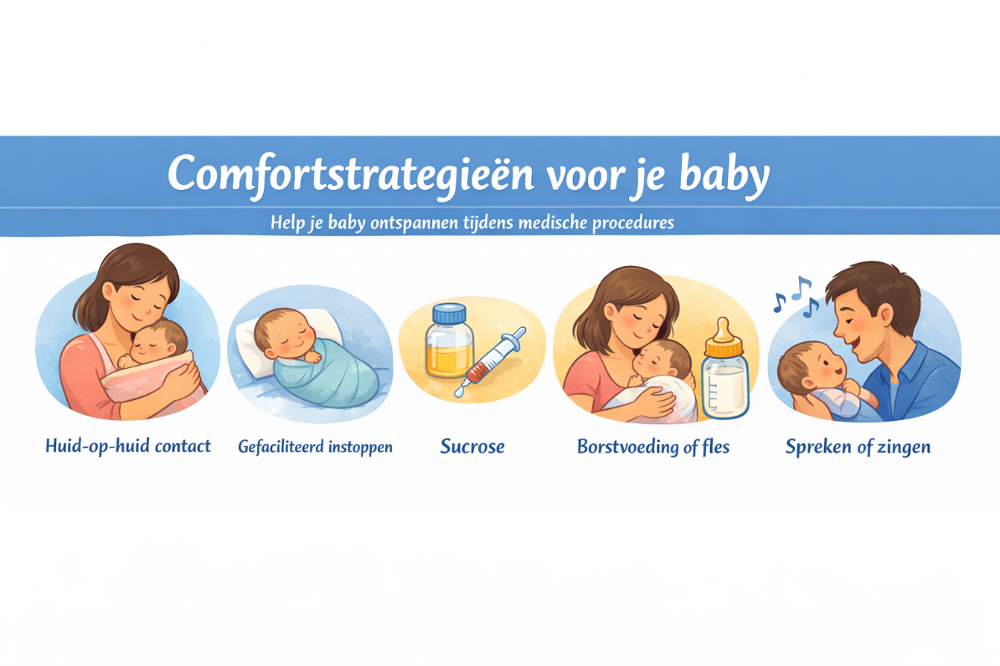 Comfortstrategieën voor je baby
Help je baby ontspannen tijdens medische procedures
Huid-op-huid contact
Gefaciliteerd instoppen
Sucrose
Borstvoeding of fles
Spreken of zingen